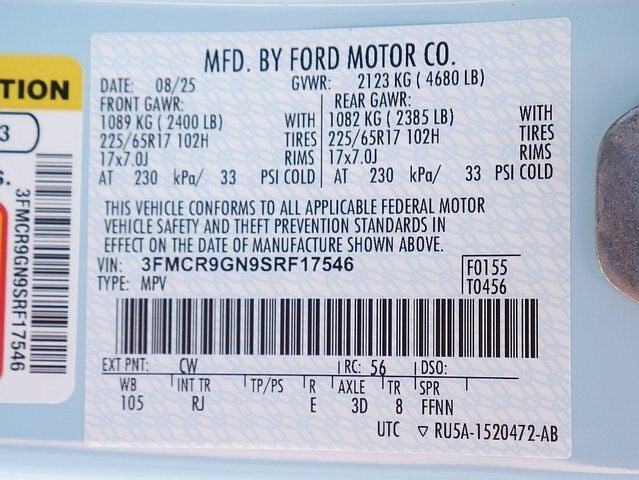 TION
3
S.
3FMCR9GN9SRF17546
MFD. BY FORD MOTOR CO.
DATE: 08/25 GVWR: 2123 KG ( 4680 LB)
FRONT GAWR: REAR GAWR:
1089 KG ( 2400 LB) WITH 1082 KG ( 2385 LB) WITH
225/65R17 102H TIRES 225/65R17 102H TIRES
17x7.0J RIMS 17x7.0J RIMS
AT 230 kPa/ 33 PSI COLD AT 230 kPa/ 33 PSI COLD
THIS VEHICLE CONFORMS TO ALL APPLICABLE FEDERAL MOTOR
VEHICLE SAFETY AND THEFT PREVENTION STANDARDS IN
EFFECT ON THE DATE OF MANUFACTURE SHOWN ABOVE.
VIN: 3FMCR9GN9SRF17546 F0155
TYPE: MPV T0456
EXT PNT: CW RC: 56 DSO:
WB INT TR TP/PS R AXLE TR SPR
105 RJ E 3D 8 FFNN
UTC ▽ RU5A-1520472-AB